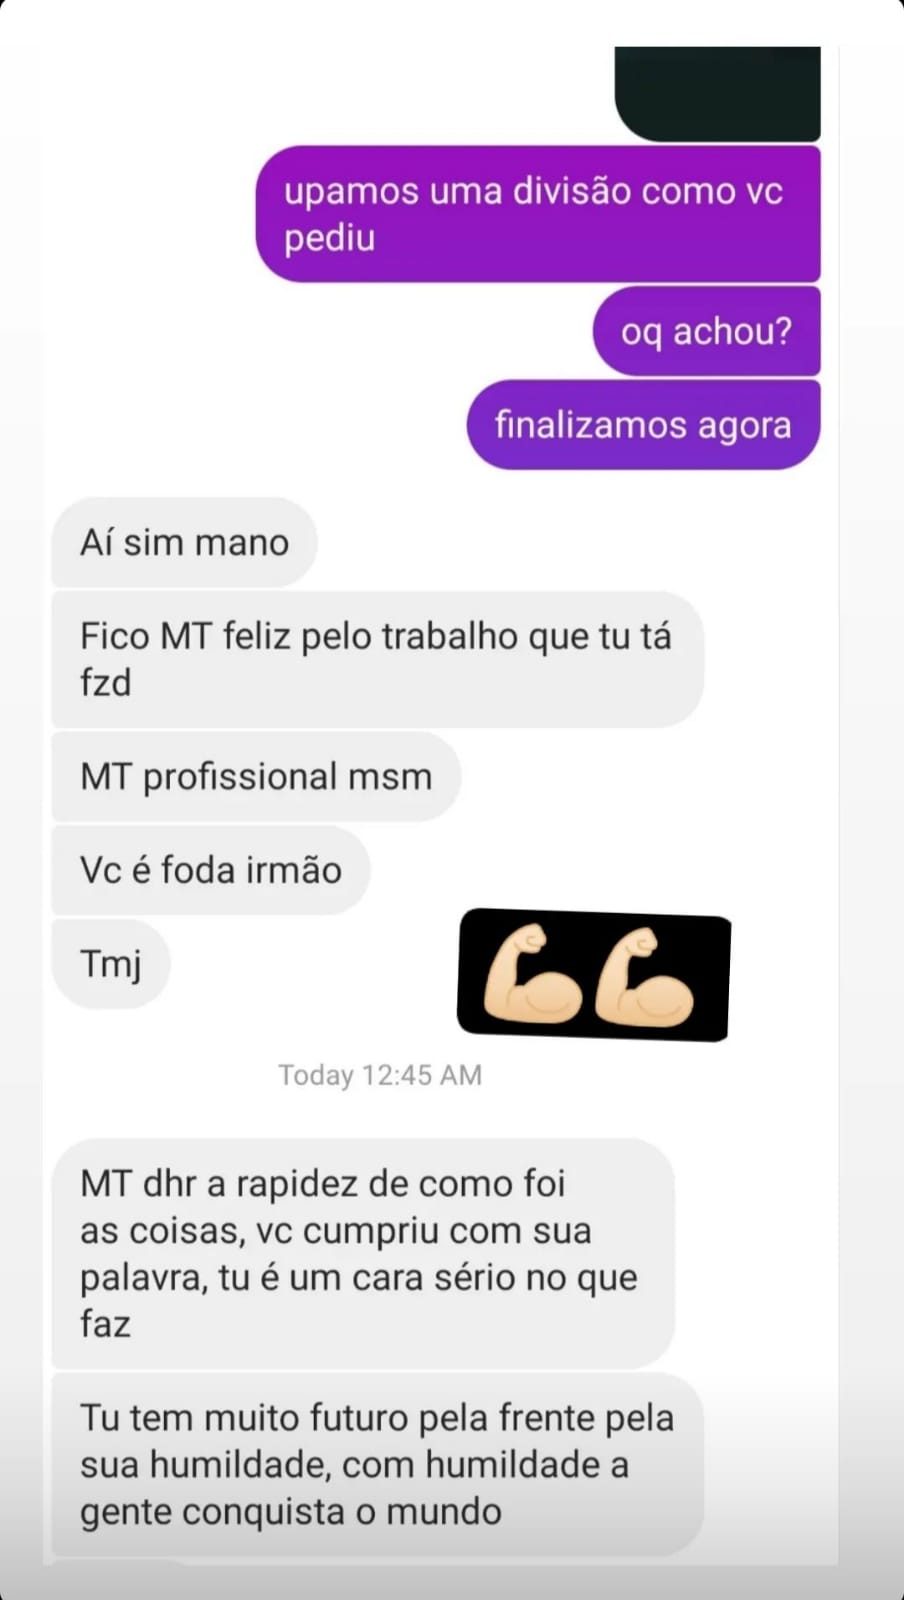 upamos uma divisão como vc
pediu
oq achou?
finalizamos agora
Aí sim mano
Fico MT feliz pelo trabalho que tu tá
fzd
MT profissional msm
Vc é foda irmão
Tmj
Today 12:45 AM
MT dhr a rapidez de como foi
as coisas, vc cumpriu com sua
palavra, tu é um cara sério no que
faz
Tu tem muito futuro pela frente pela
sua humildade, com humildade a
gente conquista o mundo